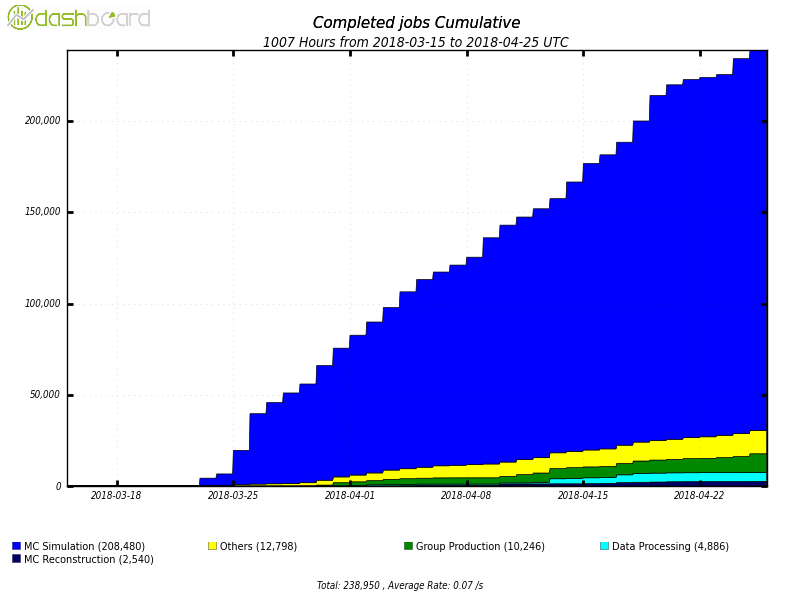 dashboard
Completed jobs Cumulative
1007 Hours from 2018-03-15 to 2018-04-25 UTC
200,000
150,000
100,000
50,000
0
2018-03-18 2018-03-25 2018-04-01 2018-04-08 2018-04-15 2018-04-22
MC Simulation (208,480) Others (12,798) Group Production (10,246) Data Processing (4,886)
MC Reconstruction (2,540)
Total: 238,950 , Average Rate: 0.07 /s